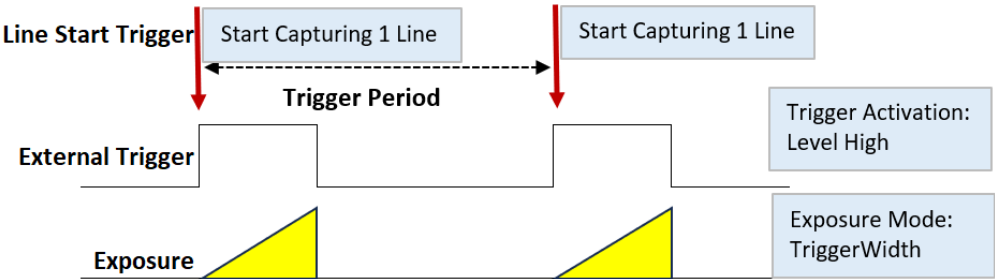 Line Start Trigger
Start Capturing 1 Line
Start Capturing 1 Line
Trigger Period
Trigger Activation:
Level High
External Trigger
Exposure Mode:
TriggerWidth
Exposure